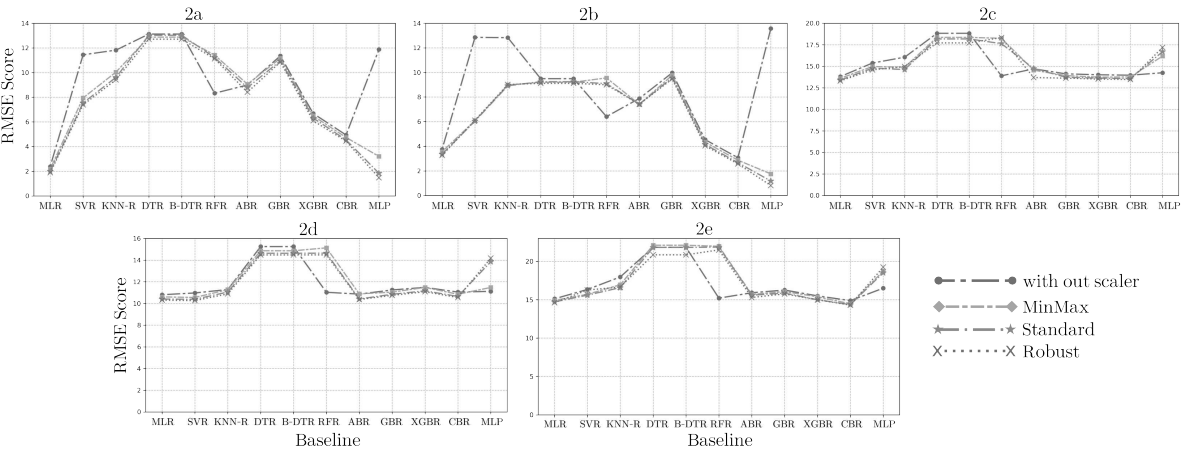 2a
2b
2c
RMSE Score
14
12
10
8
6
4
2
0
MLR SVR KNN-R DTR B-DTR RFR ABR GBR XGBR CBR MLP
14
12
10
8
6
4
2
0
MLR SVR KNN-R DTR B-DTR RFR ABR GBR XGBR CBR MLP
20.0
17.5
15.0
12.5
10.0
7.5
5.0
2.5
0.0
MLR SVR KNN-R DTR B-DTR RFR ABR GBR XGBR CBR MLP
2d
2e
RMSE Score
16
14
12
10
8
6
4
2
0
MLR SVR KNN-R DTR B-DTR RFR ABR GBR XGBR CBR MLP
Baseline
20
15
10
5
0
MLR SVR KNN-R DTR B-DTR RFR ABR GBR XGBR CBR MLP
Baseline
with out scaler
MinMax
Standard
Robust